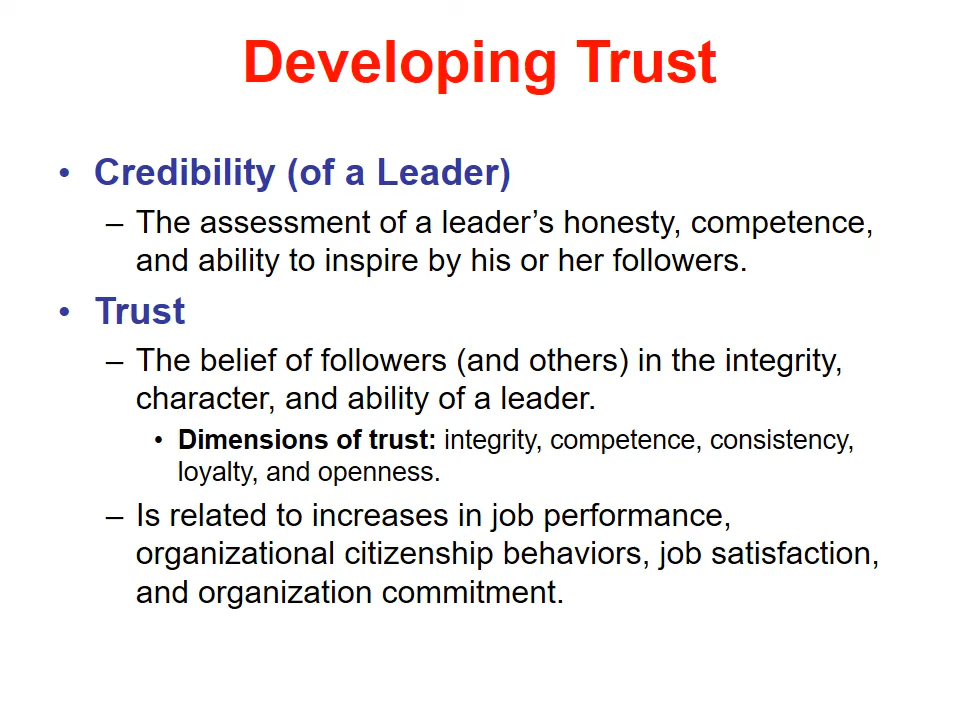 Developing Trust
• Credibility (of a Leader)
– The assessment of a leader’s honesty, competence,
and ability to inspire by his or her followers.
• Trust
– The belief of followers (and others) in the integrity,
character, and ability of a leader.
• Dimensions of trust: integrity, competence, consistency,
loyalty, and openness.
– Is related to increases in job performance,
organizational citizenship behaviors, job satisfaction,
and organization commitment.